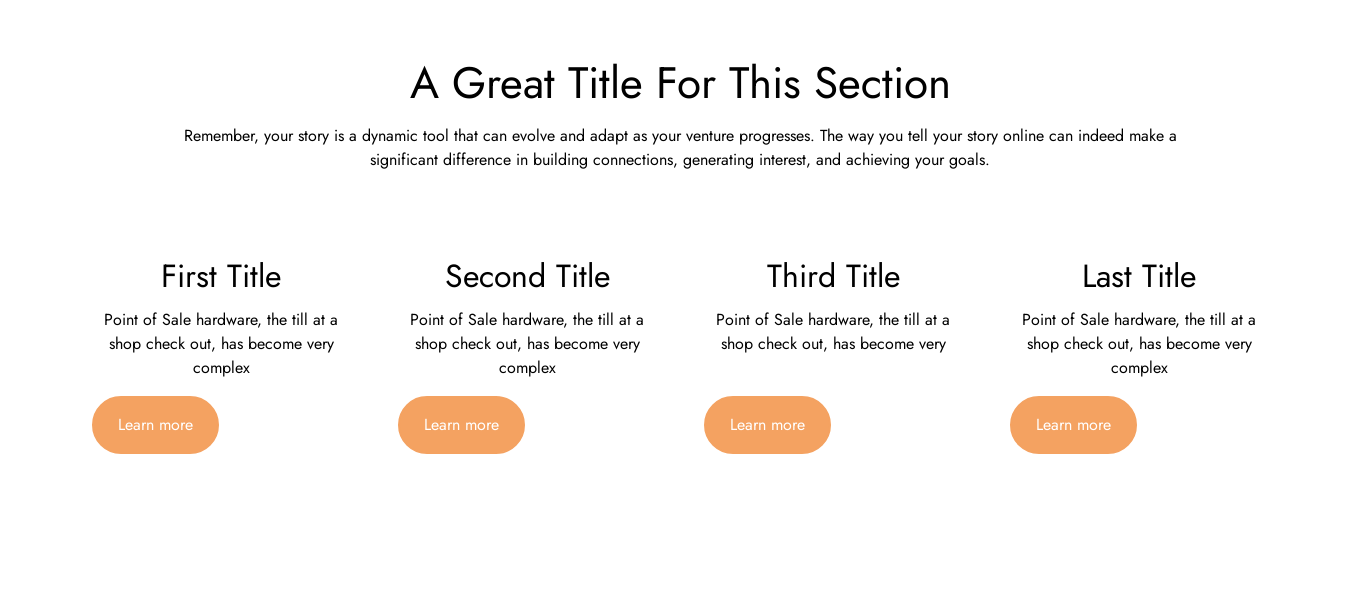 A Great Title For This Section
Remember, your story is a dynamic tool that can evolve and adapt as your venture progresses. The way you tell your story online can indeed make a
significant difference in building connections, generating interest, and achieving your goals.
First Title
Point of Sale hardware, the till at a
shop check out, has become very
complex
Learn more
Second Title
Point of Sale hardware, the till at a
shop check out, has become very
complex
Learn more
Third Title
Point of Sale hardware, the till at a
shop check out, has become very
Learn more
Last Title
Point of Sale hardware, the till at a
shop check out, has become very
complex
Learn more